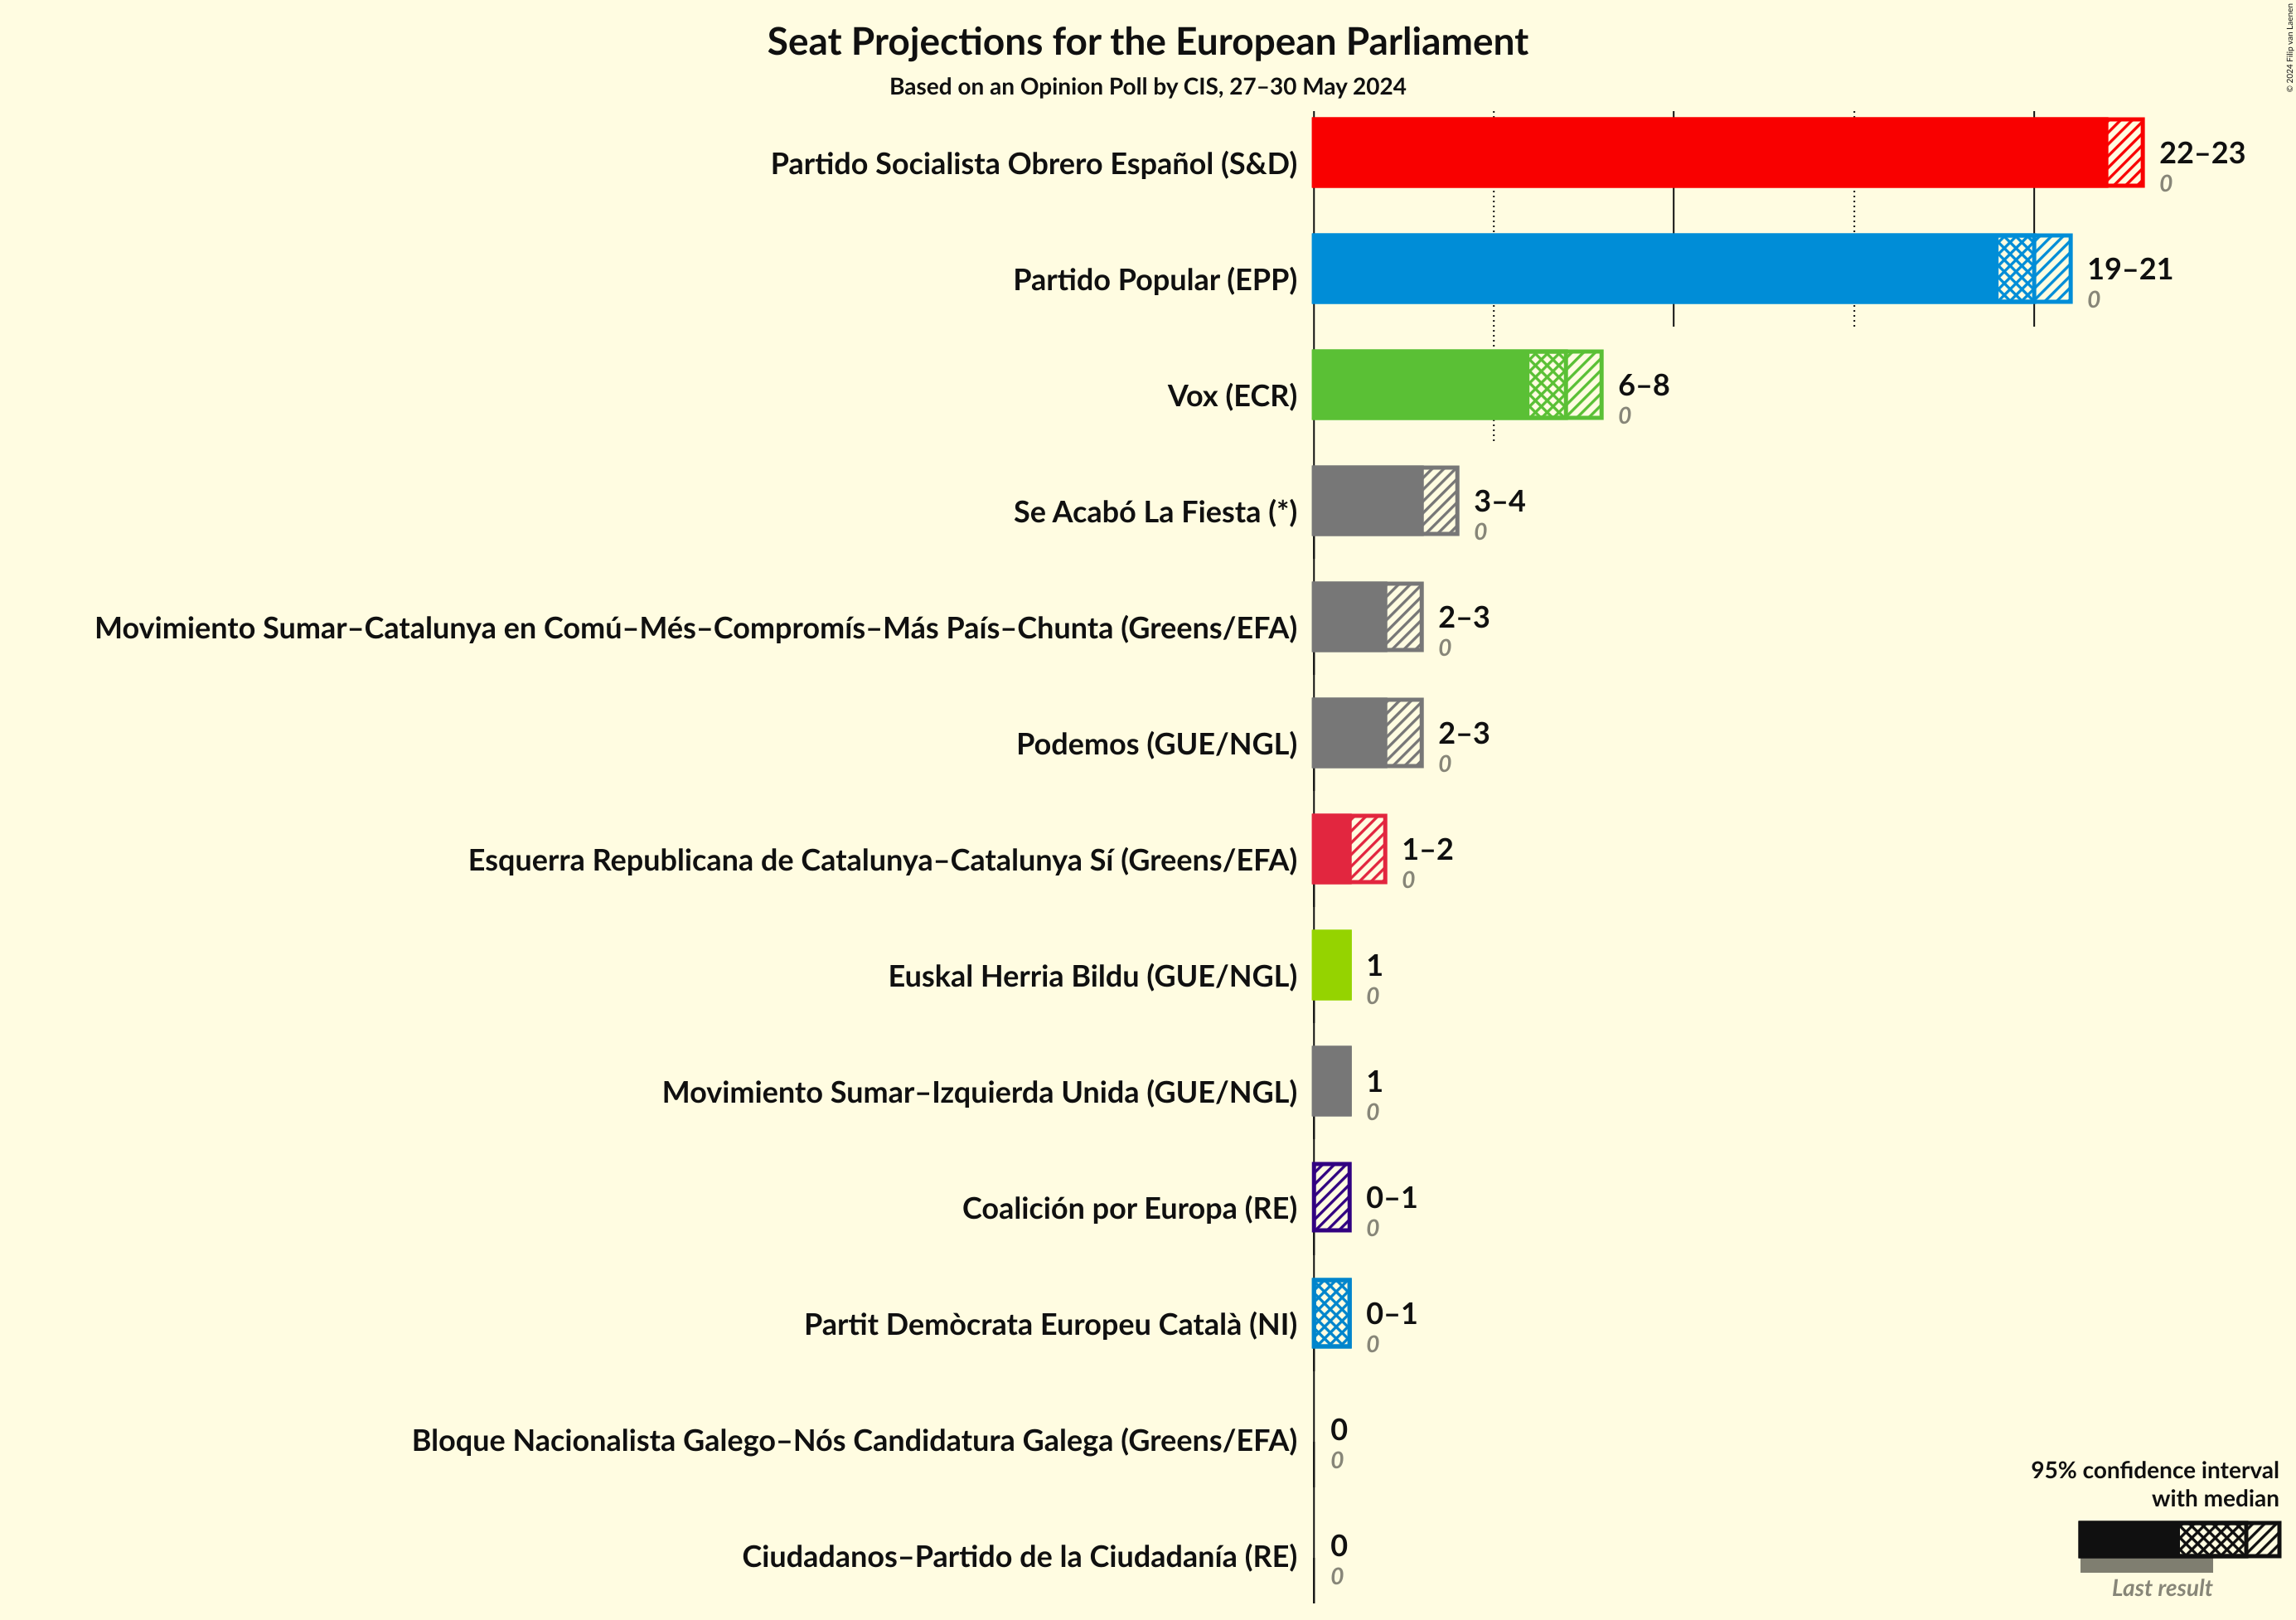 Seat Projections for the European Parliament
Based on an Opinion Poll by CIS, 27–30 May 2024
© 2024 Filip van Laenen
Partido Socialista Obrero Español (S&D)
22–23
0
Partido Popular (EPP)
19–21
0
Vox (ECR)
6–8
0
Se Acabó La Fiesta (*)
3–4
0
Movimiento Sumar–Catalunya en Comú–Més–Compromís–Más País–Chunta (Greens/EFA)
2–3
0
Podemos (GUE/NGL)
2–3
0
Esquerra Republicana de Catalunya–Catalunya Sí (Greens/EFA)
1–2
0
Euskal Herria Bildu (GUE/NGL)
1
0
Movimiento Sumar–Izquierda Unida (GUE/NGL)
1
0
Coalición por Europa (RE)
0–1
0
Partit Demòcrata Europeu Català (NI)
0–1
0
Bloque Nacionalista Galego–Nós Candidatura Galega (Greens/EFA)
0
0
Ciudadanos–Partido de la Ciudadanía (RE)
0
0
95% confidence interval
with median
Last result